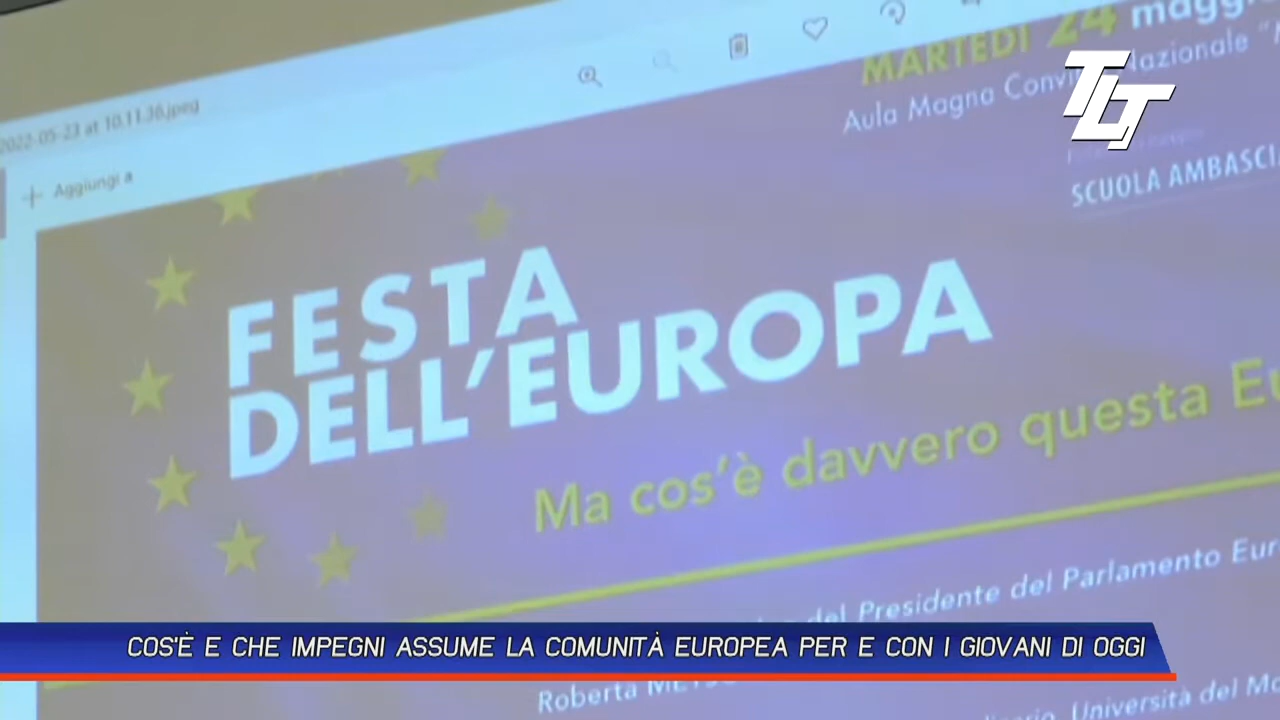 MARTEDÌ 24
Aula Magna
TLT
2022-05-23 at 10.11.36.jpeg
SCUOLA
Aggiungi a
FESTA
DELL'EUROPA
Ma cos'è davvero questa
del Presidente del Parlamento
COS'È E CHE IMPEGNI ASSUME LA COMUNITÀ EUROPEA PER E CON I GIOVANI DI OGGI
Roberta
Università del